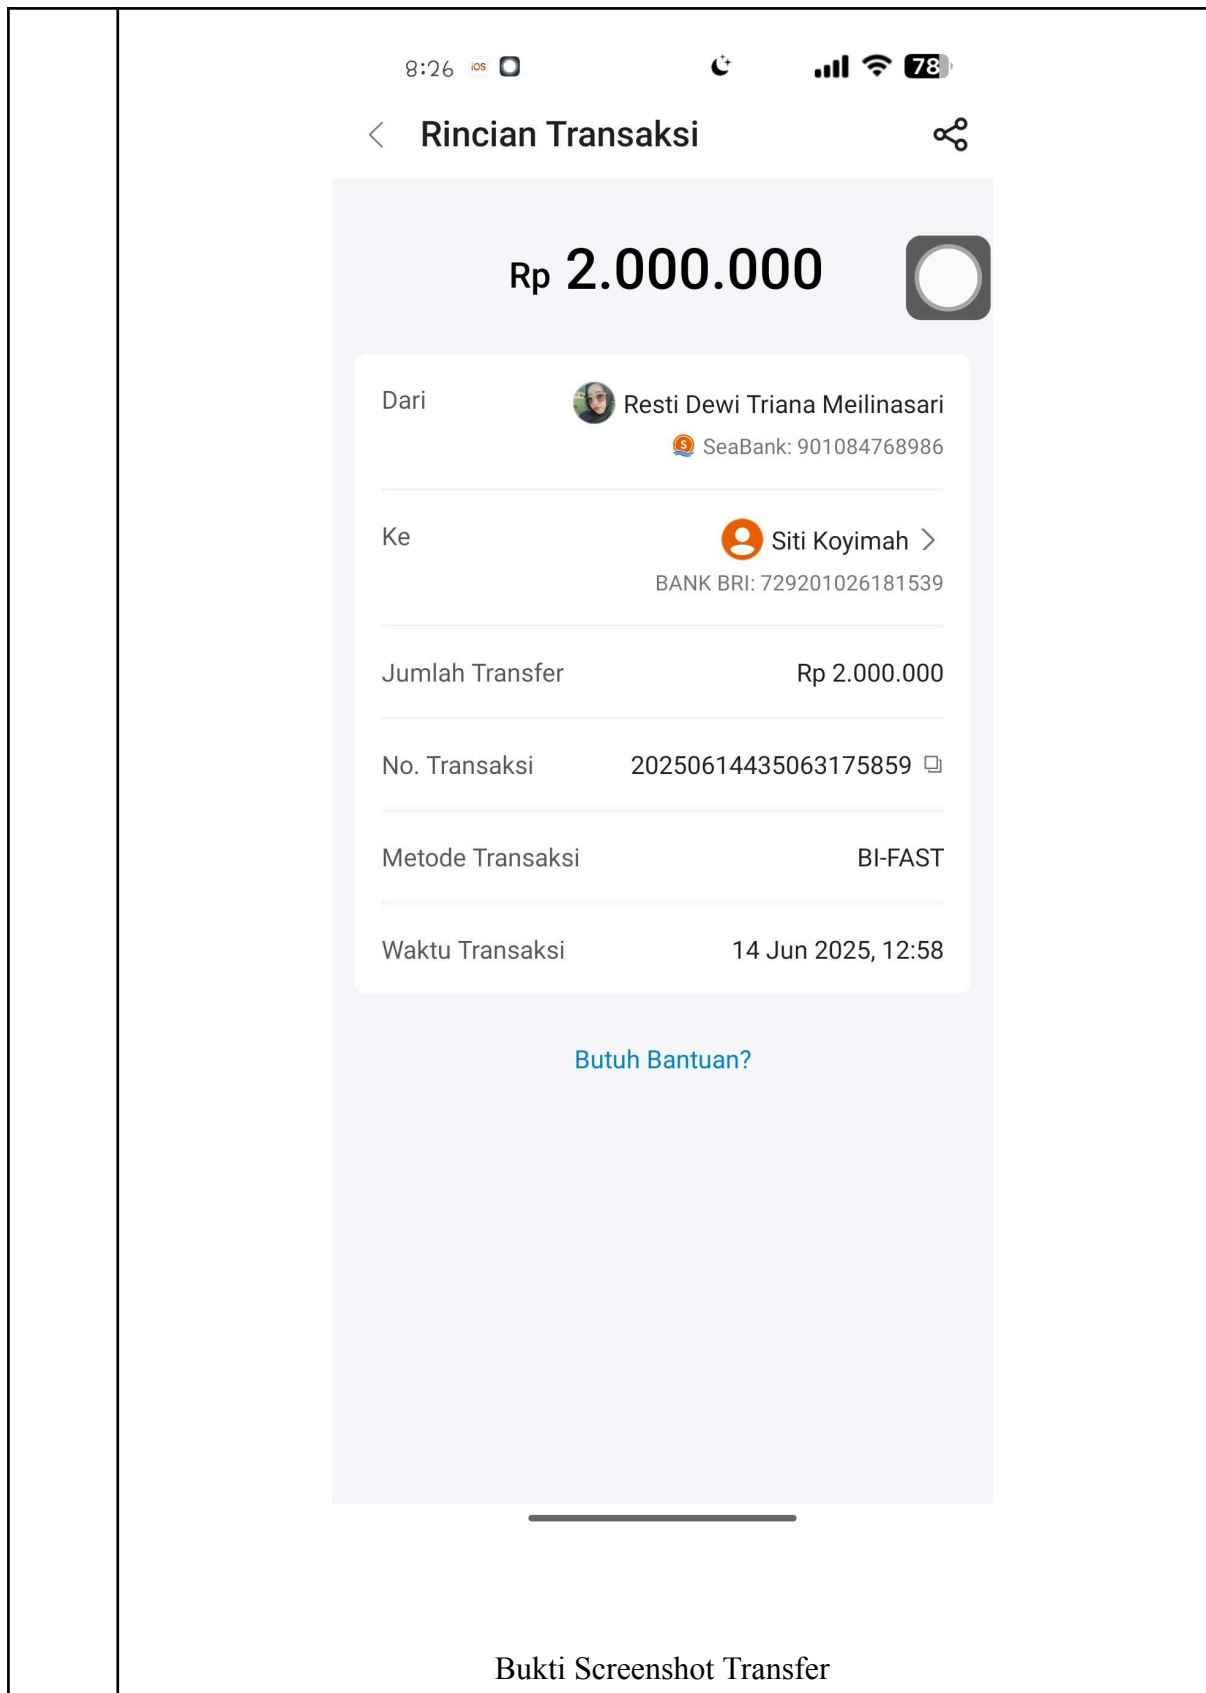 8:26 iOS 78
Rincian Transaksi
Rp 2.000.000
Dari Resti Dewi Triana Meilinasari
SeaBank: 901084768986
Ke Siti Koyimah
BANK BRI: 729201026181539
Jumlah Transfer Rp 2.000.000
No. Transaksi 20250614435063175859
Metode Transaksi BI-FAST
Waktu Transaksi 14 Jun 2025, 12:58
Butuh Bantuan?
Bukti Screenshot Transfer